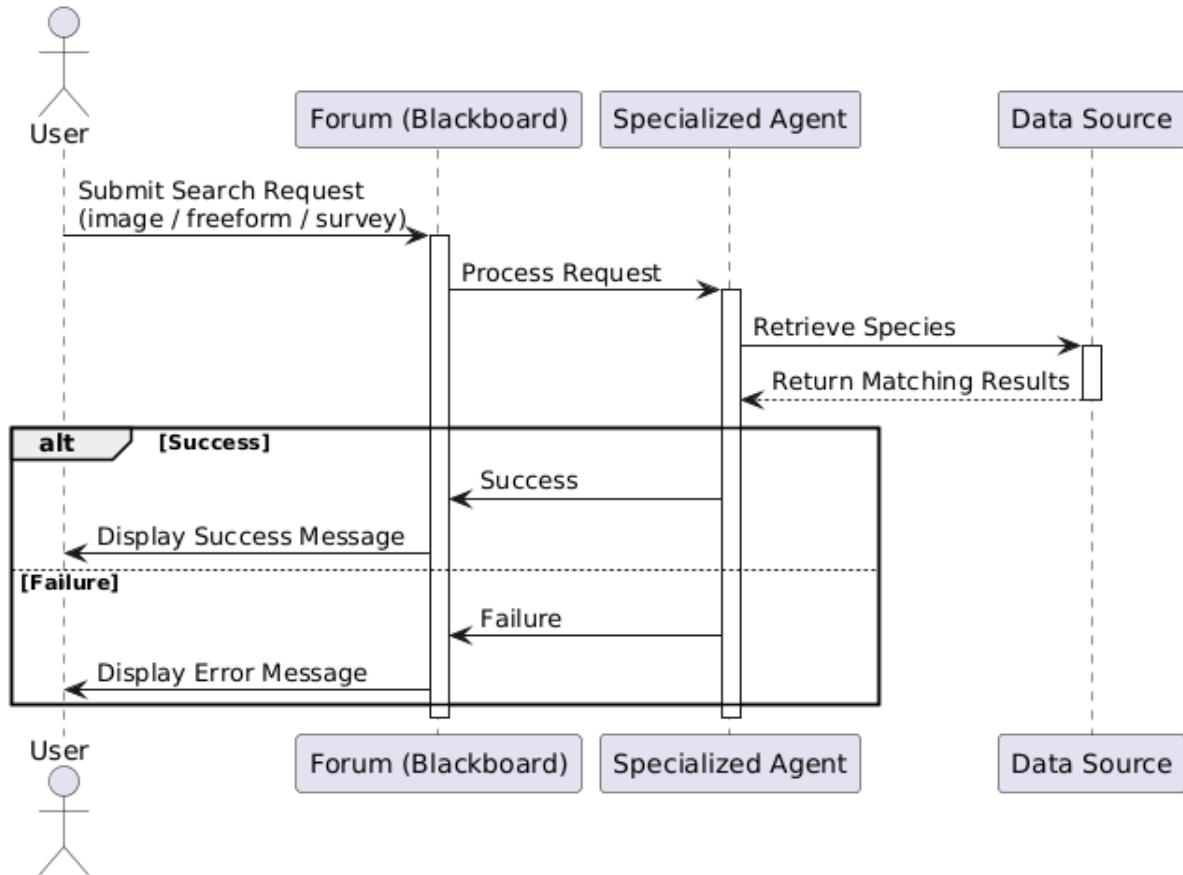 User
Forum (Blackboard)
Specialized Agent
Data Source
Submit Search Request
(image / freeform / survey)
Process Request
Retrieve Species
Return Matching Results
alt
[Success]
Success
Display Success Message
[Failure]
Failure
Display Error Message
User
Forum (Blackboard)
Specialized Agent
Data Source